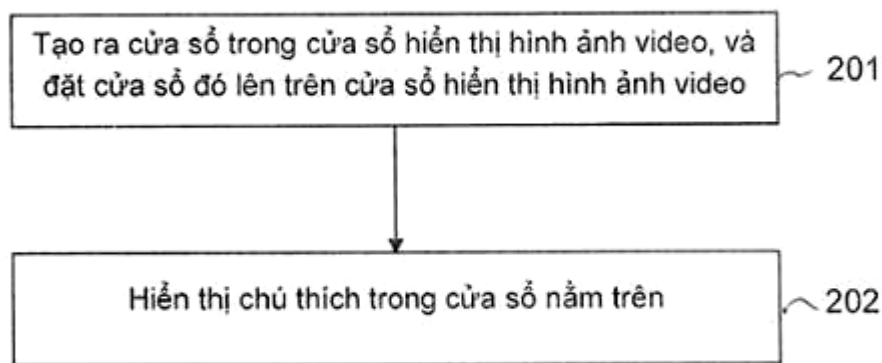 Tạo ra cửa sổ trong cửa sổ hiển thị hình ảnh video, và
đặt cửa sổ đó lên trên cửa sổ hiển thị hình ảnh video
201
Hiển thị chú thích trong cửa sổ nằm trên
202